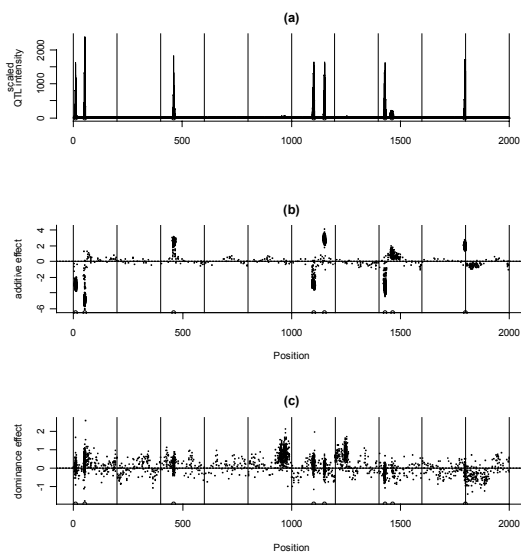 (a)
scaled
QTL intensity
0 1000 2000
0 500 1000 1500 2000
(b)
additive effect
-6 -2 0 2 4
0 500 1000 1500 2000
Position
(c)
dominance effect
-1 0 1 2
0 500 1000 1500 2000
Position